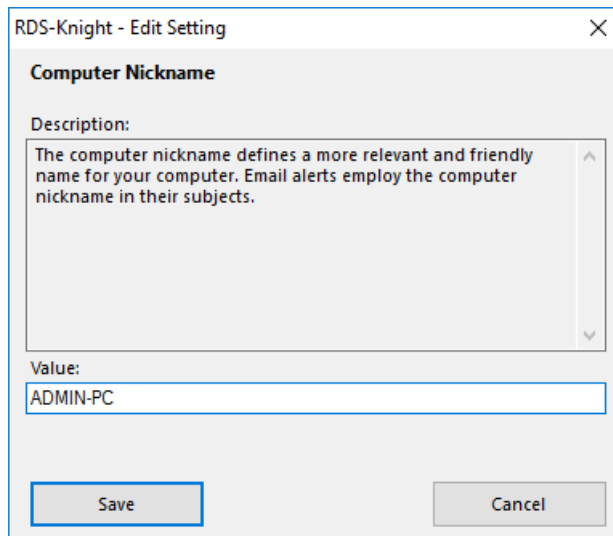 RDS-Knight - Edit Setting
Computer Nickname
Description:
The computer nickname defines a more relevant and friendly
name for your computer. Email alerts employ the computer
nickname in their subjects.
Value:
ADMIN-PC
Save
Cancel